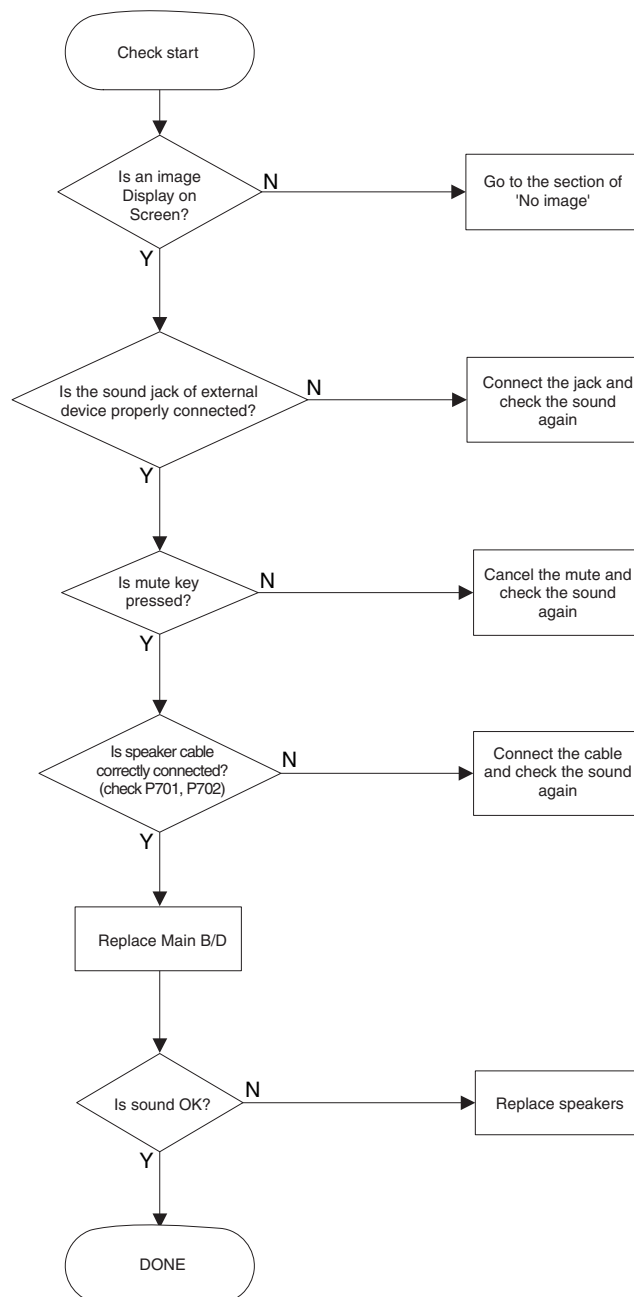 Check start
Is an image
Display on
Screen?
N
Go to the section of
'No image'
Y
Is the sound jack of external
device properly connected?
N
Connect the jack and
check the sound
again
Y
Is mute key
pressed?
N
Cancel the mute and
check the sound
again
Y
Is speaker cable
correctly connected?
(check P701, P702)
N
Connect the cable
and check the sound
again
Y
Replace Main B/D
Is sound OK?
N
Replace speakers
Y
DONE